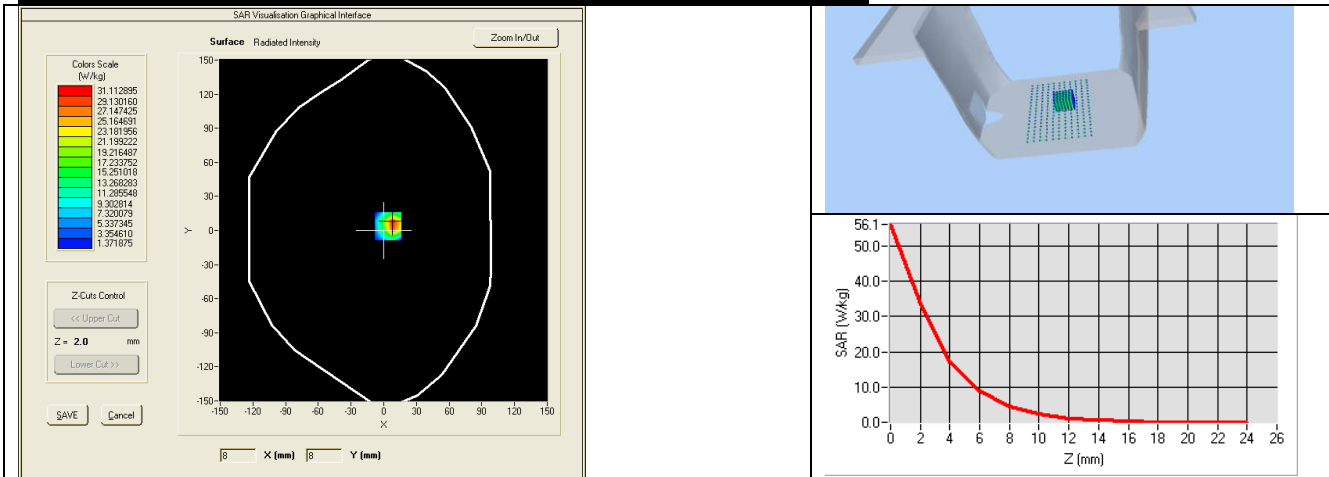 SAR Visualisation Graphical Interface
Surface Radiated Intensity
Zoom In/Out
Colors Scale
(W/kg)
31.112895
29.130160
27.147425
25.164691
23.181956
21.199222
19.216487
17.233752
15.251018
13.268283
11.285548
9.302814
7.320079
5.337345
3.354610
1.371875
Z-Cuts Control
<< Upper Cut
Z = 2.0 mm
Lower Cut >>
SAVE Cancel
150
120
90
60
30
0
-30
-60
-90
-120
-150
Y
-150 -120 -90 -60 -30 0 30 60 90 120 150
X
8 X (mm) 8 Y (mm)
56.1
50.0
40.0
30.0
20.0
10.0
0.0
SAR (W/kg)
0 2 4 6 8 10 12 14 16 18 20 22 24 26
Z (mm)